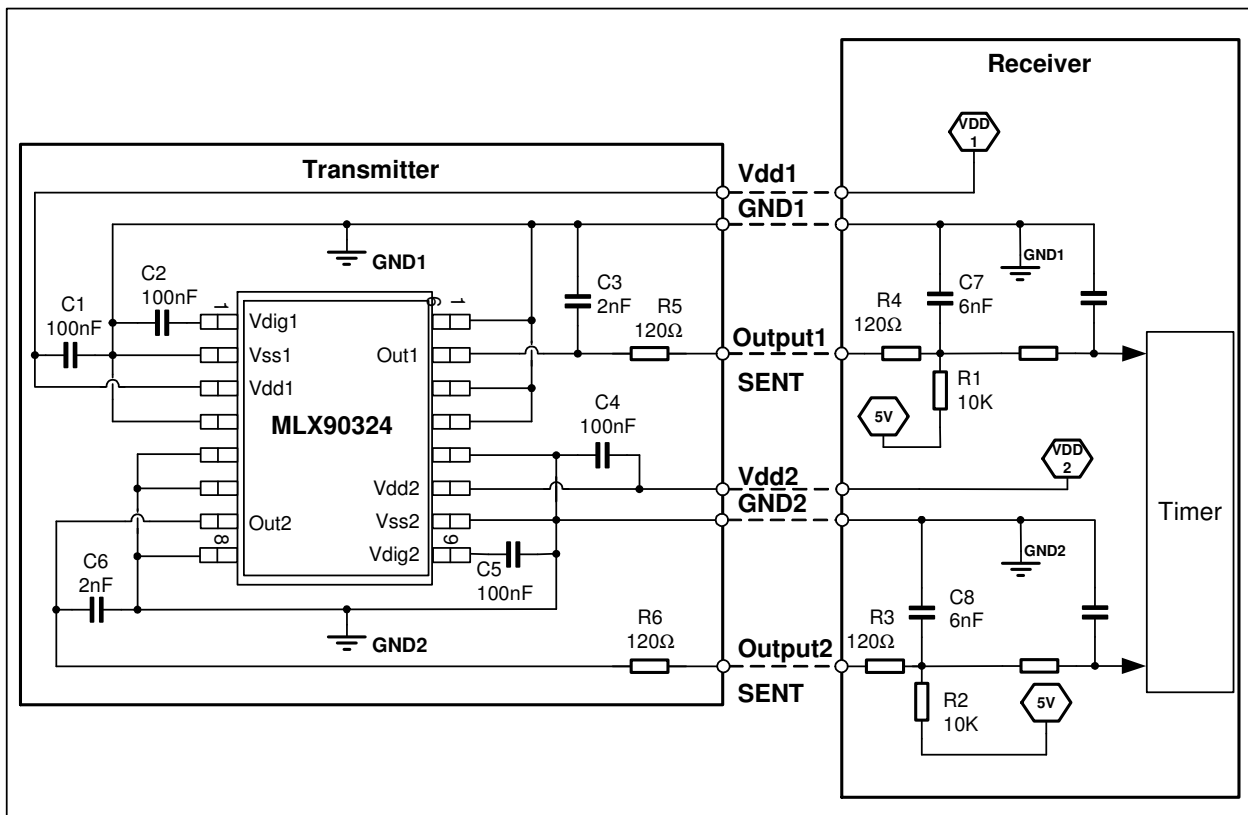 Receiver
VDD
1
Transmitter
Vdd1
GND1
GND1
GND1
C2
100nF
C1
100nF
C3
2nF
R5
120Ω
C7
6nF
R4
120Ω
1
Vdig1
Vss1
Vdd1
16
Out1
Output1
SENT
R1
10K
5V
MLX90324
C4
100nF
VDD
2
Vdd2
GND2
Timer
Out2
8
Vdd2
Vss2
Vdig2
9
C5
100nF
GND2
C6
2nF
GND2
C8
6nF
R3
120Ω
R6
120Ω
Output2
SENT
R2
10K
5V